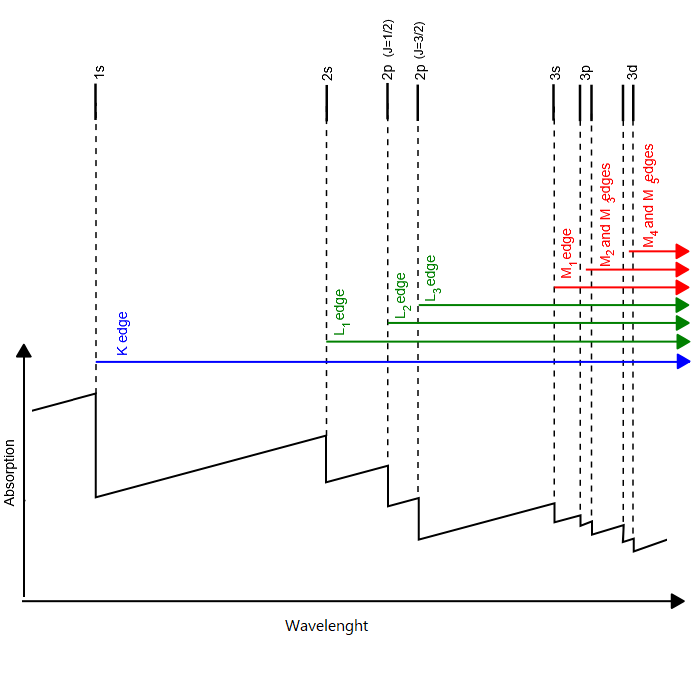 1s
2s
2p (J=1/2)
2p (J=3/2)
3s
3p
3d
K edge
L1 edge
L2 edge
L3 edge
M1 edge
M2 and M3 edges
M4 and M5 edges
Absorption
Wavelenght